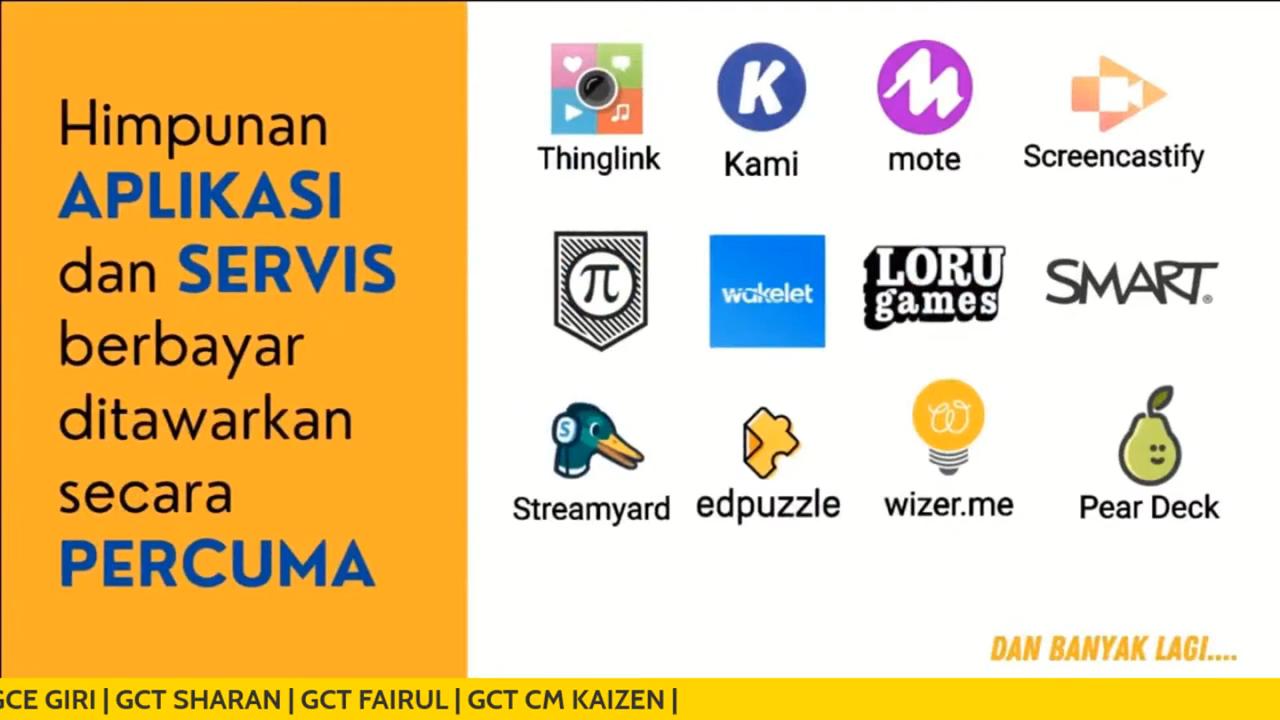 Himpunan
APLIKASI
dan SERVIS
berbayar
ditawarkan
secara
PERCUMA
Thinglink
Kami
mote
Screencastify
π
wakelet
LORU
games
SMART®
S
Streamyard
edpuzzle
wizer.me
Pear Deck
DAN BANYAK LAGI....
GCE GIRI | GCT SHARAN | GCT FAIRUL | GCT CM KAIZEN |